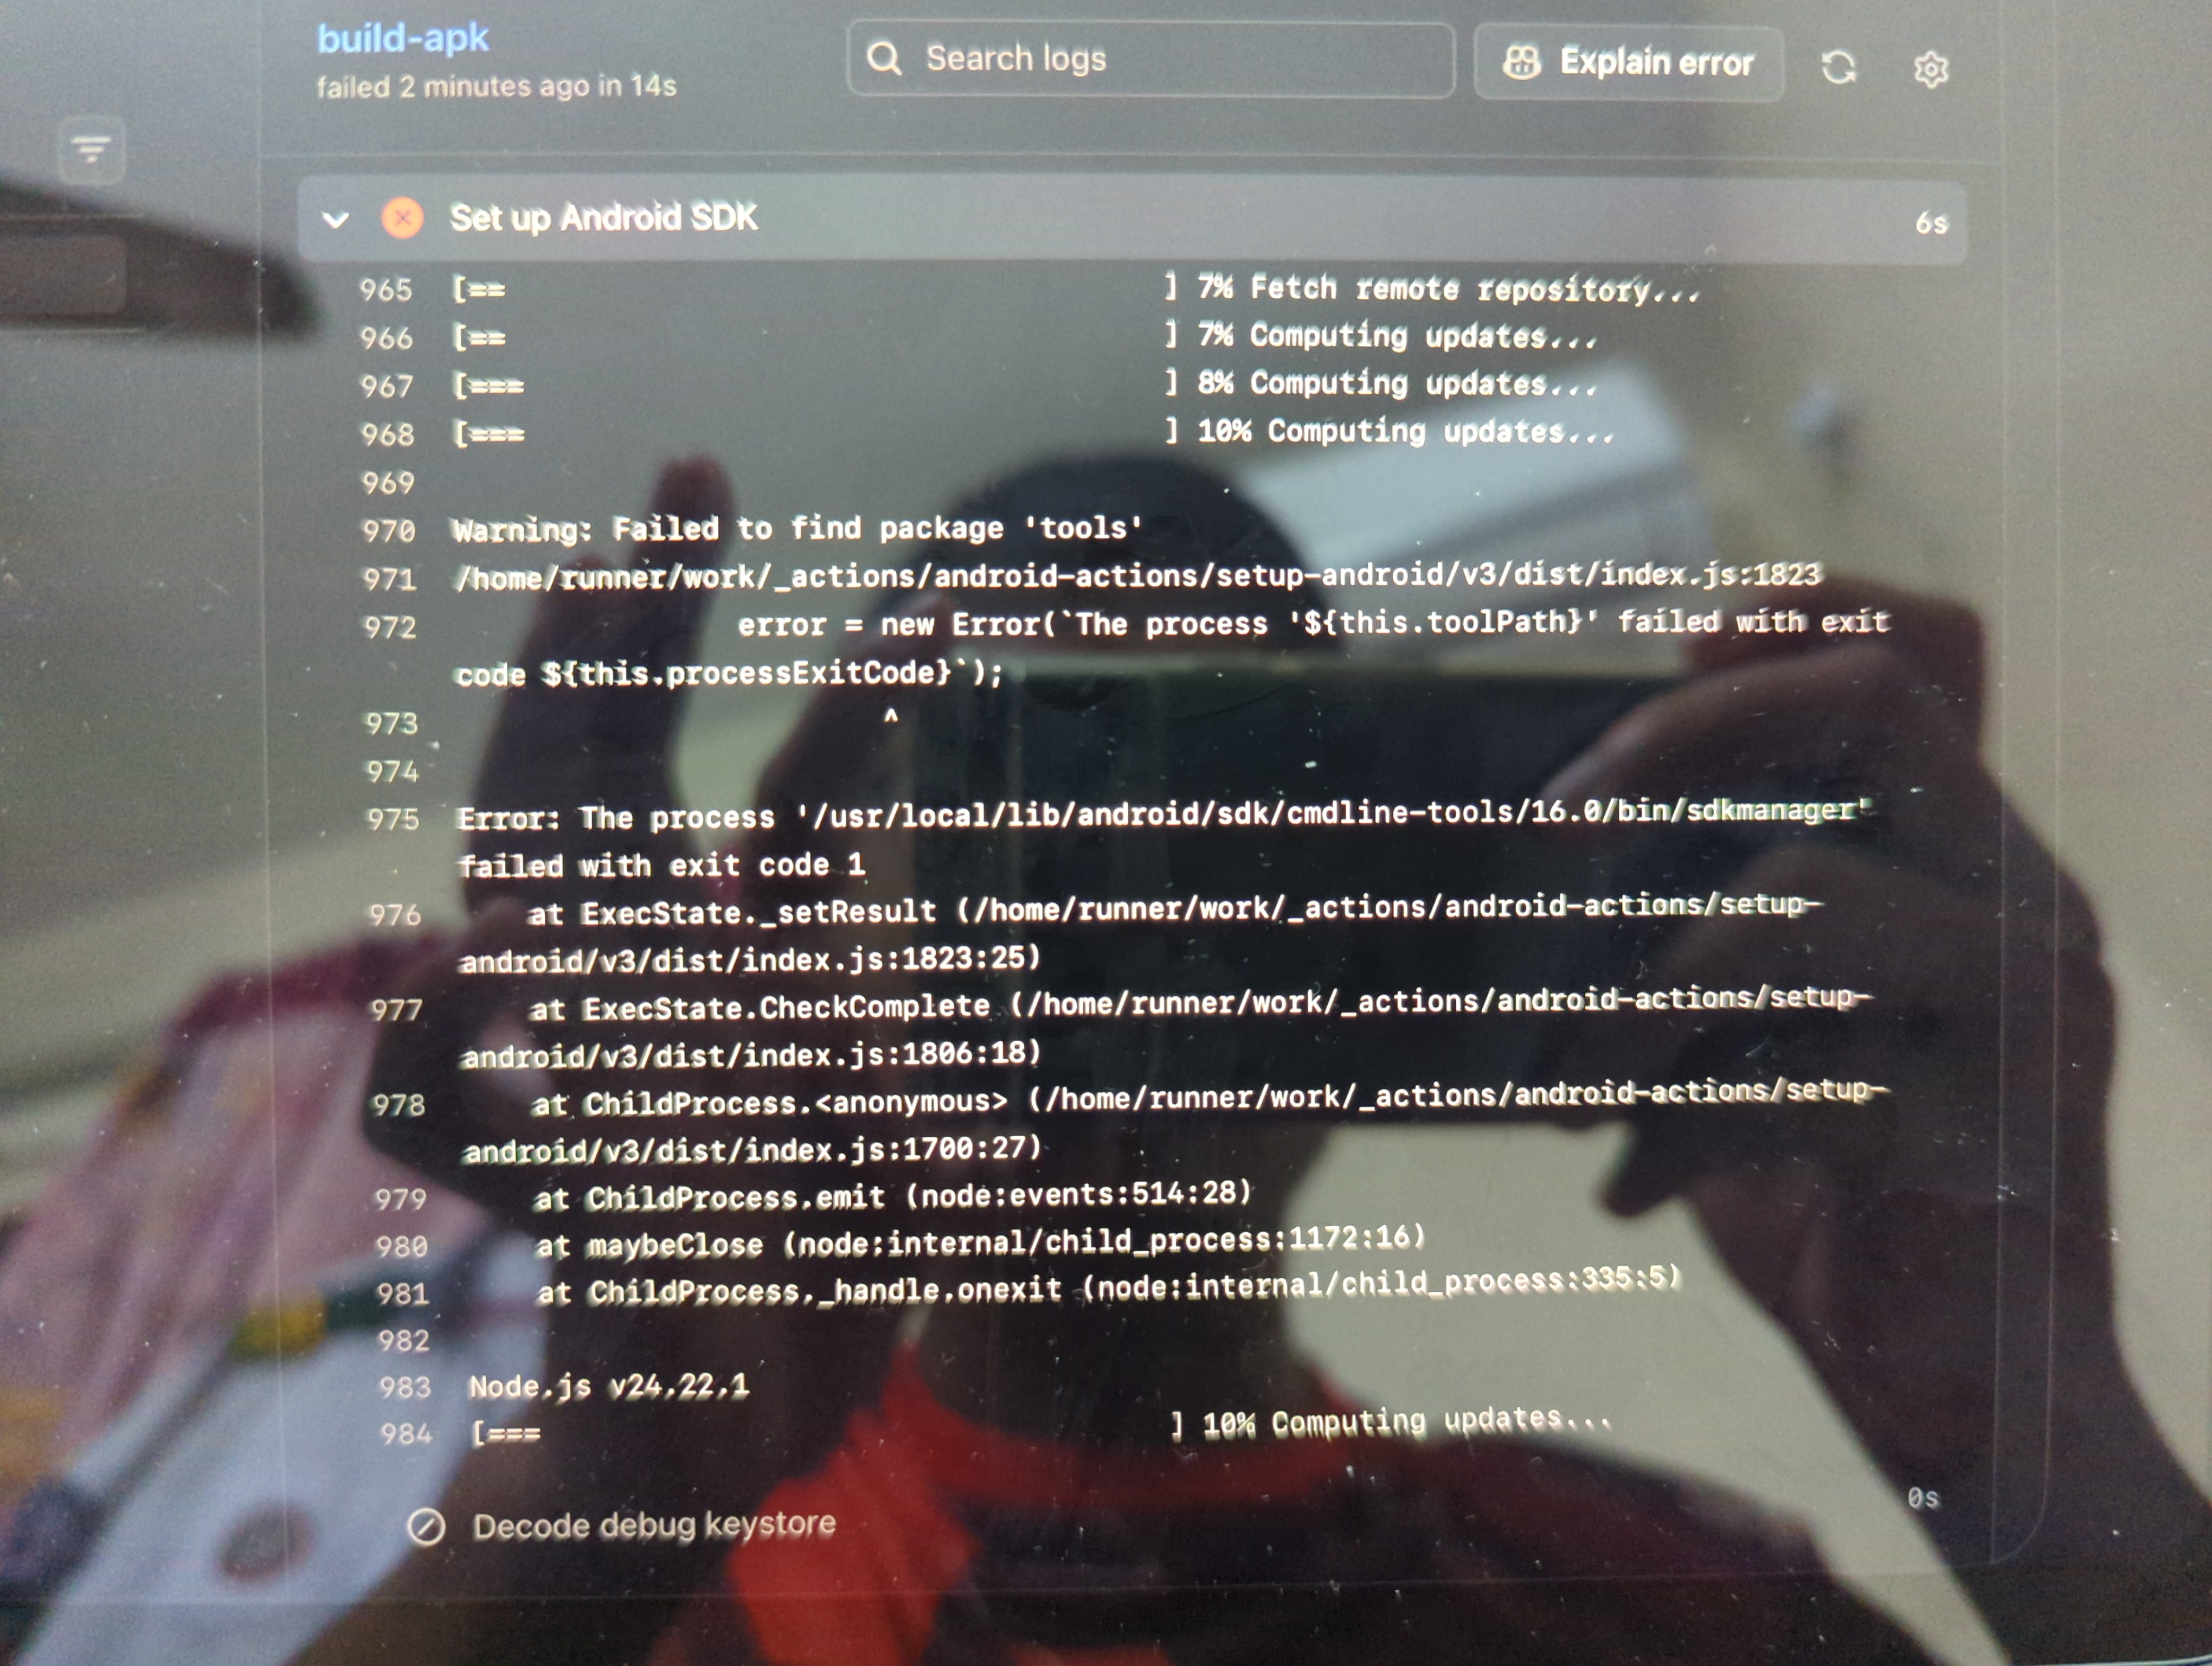 build-apk
failed 2 minutes ago in 14s
Search logs
Explain error
Set up Android SDK
6s
965 [== ] 7% Fetch remote repository...
966 [== ] 7% Computing updates...
967 [=== ] 8% Computing updates...
968 [=== ] 10% Computing updates...
969
970 Warning: Failed to find package 'tools'
971 /home/runner/work/_actions/android-actions/setup-android/v3/dist/index.js:1823
972 error = new Error(`The process '${this.toolPath}' failed with exit
code ${this.processExitCode}`);
973 ^
974
975 Error: The process '/usr/local/lib/android/sdk/cmdline-tools/16.0/bin/sdkmanager'
failed with exit code 1
976 at ExecState._setResult (/home/runner/work/_actions/android-actions/setup-
android/v3/dist/index.js:1823:25)
977 at ExecState.CheckComplete (/home/runner/work/_actions/android-actions/setup-
android/v3/dist/index.js:1806:18)
978 at ChildProcess.<anonymous> (/home/runner/work/_actions/android-actions/setup-
android/v3/dist/index.js:1700:27)
979 at ChildProcess.emit (node:events:514:28)
980 at maybeClose (node:internal/child_process:1172:16)
981 at ChildProcess._handle.onexit (node:internal/child_process:335:5)
982
983 Node.js v24.22.1
984 [=== ] 10% Computing updates...
Decode debug keystore
0s